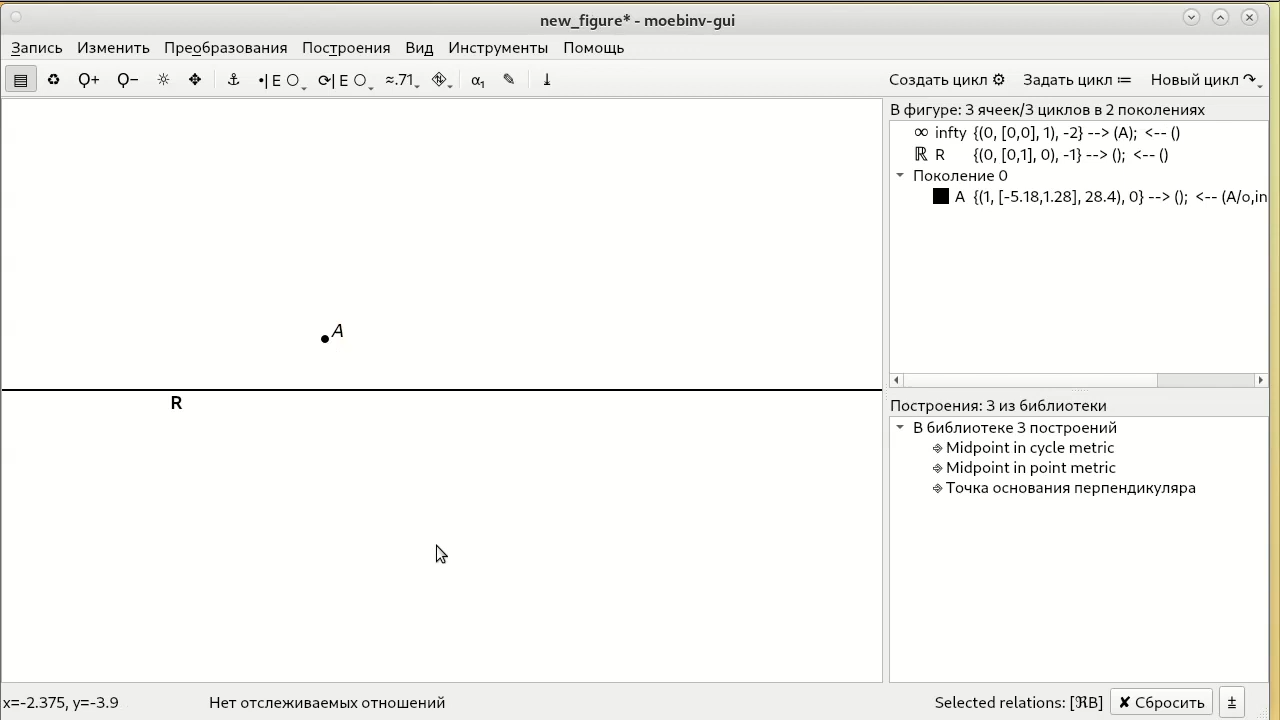 new_figure* - moebinv-gui
Запись Изменить Преобразования Построения Вид Инструменты Помощь
E E ≈.71 α₁ Создать цикл Задать цикл Новый цикл
В фигуре: 3 ячеек/3 циклов в 2 поколениях
∞ infty {(0, [0,0], 1), -2} --> (A); <-- ()
ℝ R {(0, [0,1], 0), -1} --> (); <-- ()
Поколение 0
A {(1, [-5.18,1.28], 28.4), 0} --> (); <-- (A/o,in
A
R
Построения: 3 из библиотеки
В библиотеке 3 построений
Midpoint in cycle metric
Midpoint in point metric
Точка основания перпендикуляра
x=-2.375, y=-3.9 Нет отслеживаемых отношений Selected relations: [ℜB] ✘ Сбросить ±